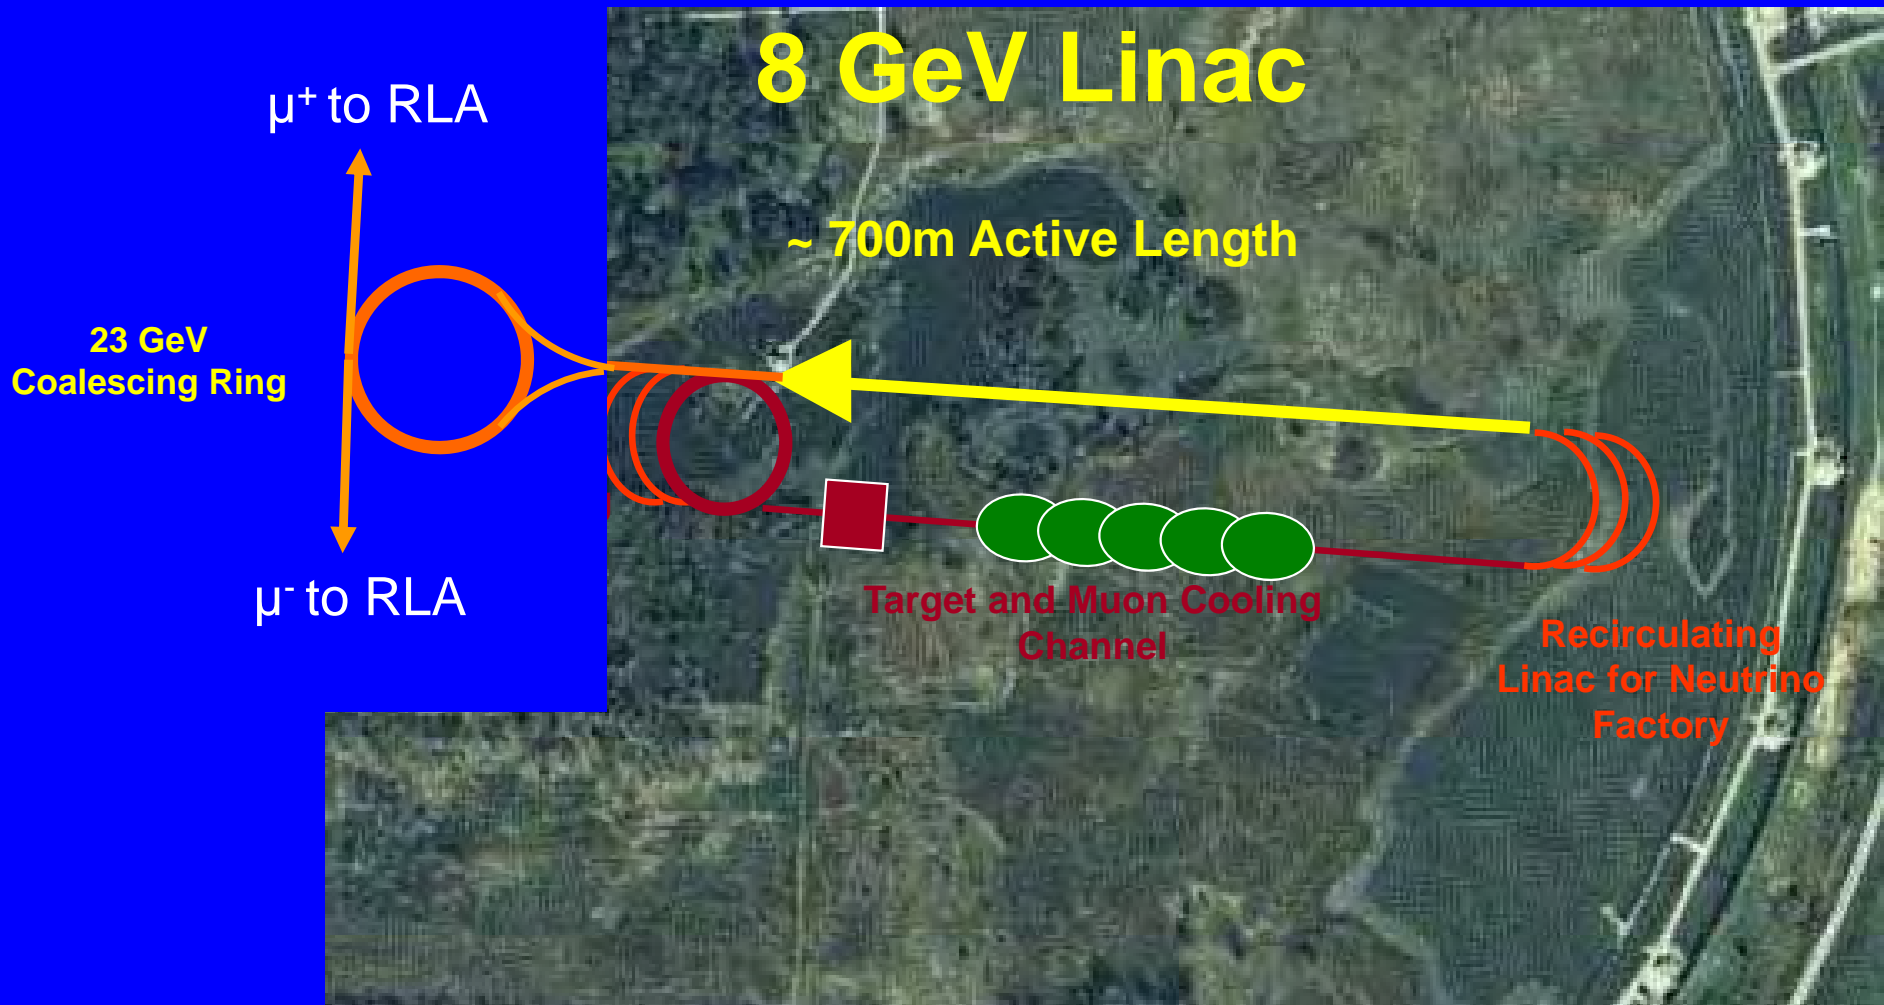 8 GeV Linac
µ⁺ to RLA
~ 700m Active Length
23 GeV
Coalescing Ring
µ⁻ to RLA
Target and Muon Cooling
Channel
Recirculating
Linac for Neutrino
Factory